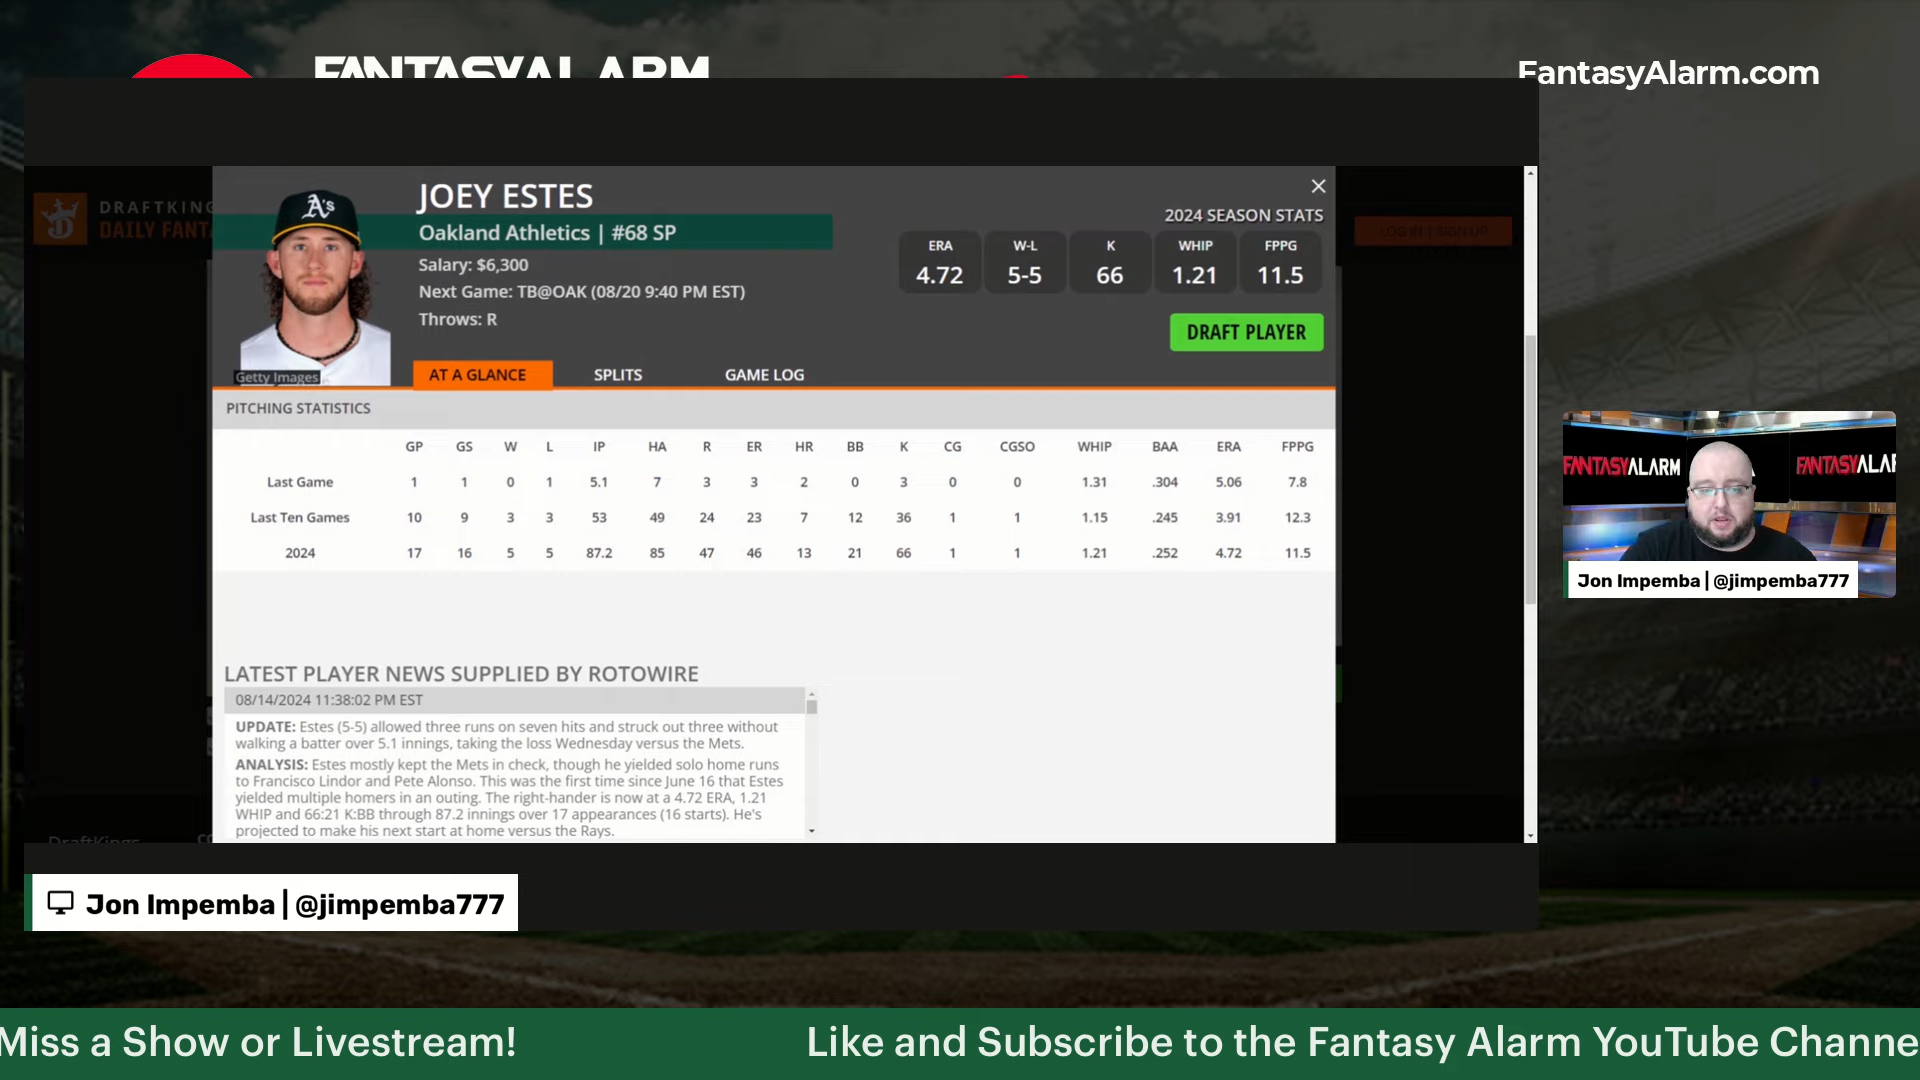 FANTASYALARM
FantasyAlarm.com
DRAFTKING
DAILY FANT
JOEY ESTES
Oakland Athletics | #68 SP
Salary: $6,300
Next Game: TB@OAK (08/20 9:40 PM EST)
Throws: R
A's
Getty Images
2024 SEASON STATS
ERA W-L K WHIP FPPG
4.72 5-5 66 1.21 11.5
DRAFT PLAYER
LOG IN | SIGN UP
AT A GLANCE SPLITS GAME LOG
PITCHING STATISTICS
GP GS W L IP HA R ER HR BB K CG CGSO WHIP BAA ERA FPPG
Last Game 1 1 0 1 5.1 7 3 3 2 0 3 0 0 1.31 .304 5.06 7.8
Last Ten Games 10 9 3 3 53 49 24 23 7 12 36 1 1 1.15 .245 3.91 12.3
2024 17 16 5 5 87.2 85 47 46 13 21 66 1 1 1.21 .252 4.72 11.5
LATEST PLAYER NEWS SUPPLIED BY ROTOWIRE
08/14/2024 11:38:02 PM EST
UPDATE: Estes (5-5) allowed three runs on seven hits and struck out three without
walking a batter over 5.1 innings, taking the loss Wednesday versus the Mets.
ANALYSIS: Estes mostly kept the Mets in check, though he yielded solo home runs
to Francisco Lindor and Pete Alonso. This was the first time since June 16 that Estes
yielded multiple homers in an outing. The right-hander is now at a 4.72 ERA, 1.21
WHIP and 66:21 K:BB through 87.2 innings over 17 appearances (16 starts). He's
projected to make his next start at home versus the Rays.
DraftKings
FANTASYALARM
FANTASYALAR
Jon Impemba | @jimpemba777
Jon Impemba | @jimpemba777
Miss a Show or Livestream!
Like and Subscribe to the Fantasy Alarm YouTube Channe